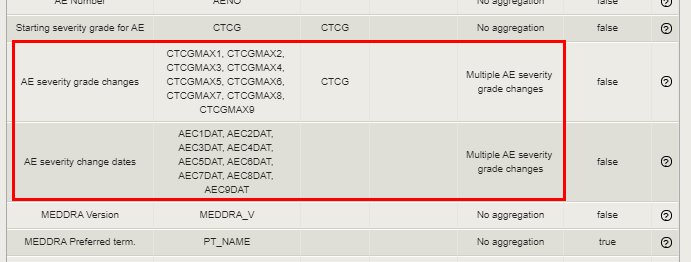 AE Number AENO No aggregation false
Starting severity grade for AE CTCG CTCG No aggregation false
CTCGMAX1, CTCGMAX2,
CTCGMAX3, CTCGMAX4,
AE severity grade changes CTCGMAX5, CTCGMAX6, CTCG Multiple AE severity grade changes false
CTCGMAX7, CTCGMAX8,
CTCGMAX9
AEC1DAT, AEC2DAT,
AEC3DAT, AEC4DAT,
AE severity change dates AEC5DAT, AEC6DAT, Multiple AE severity grade changes false
AEC7DAT, AEC8DAT,
AEC9DAT
MEDDRA Version MEDDRA_V No aggregation false
MEDDRA Preferred term. PT_NAME No aggregation true